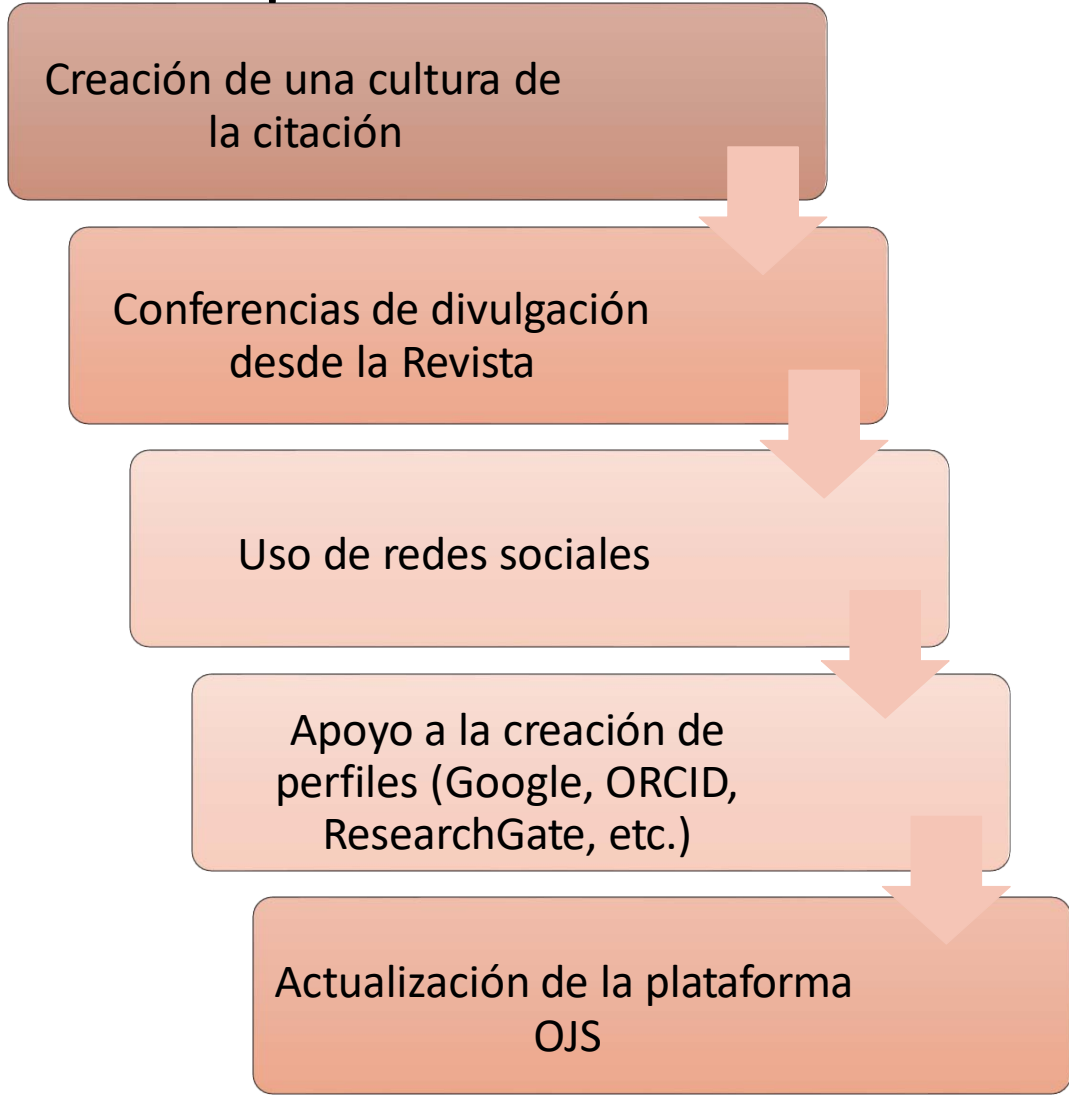 Creación de una cultura de
la citación
Conferencias de divulgación
desde la Revista
Uso de redes sociales
Apoyo a la creación de
perfiles (Google, ORCID,
ResearchGate, etc.)
Actualización de la plataforma
OJS